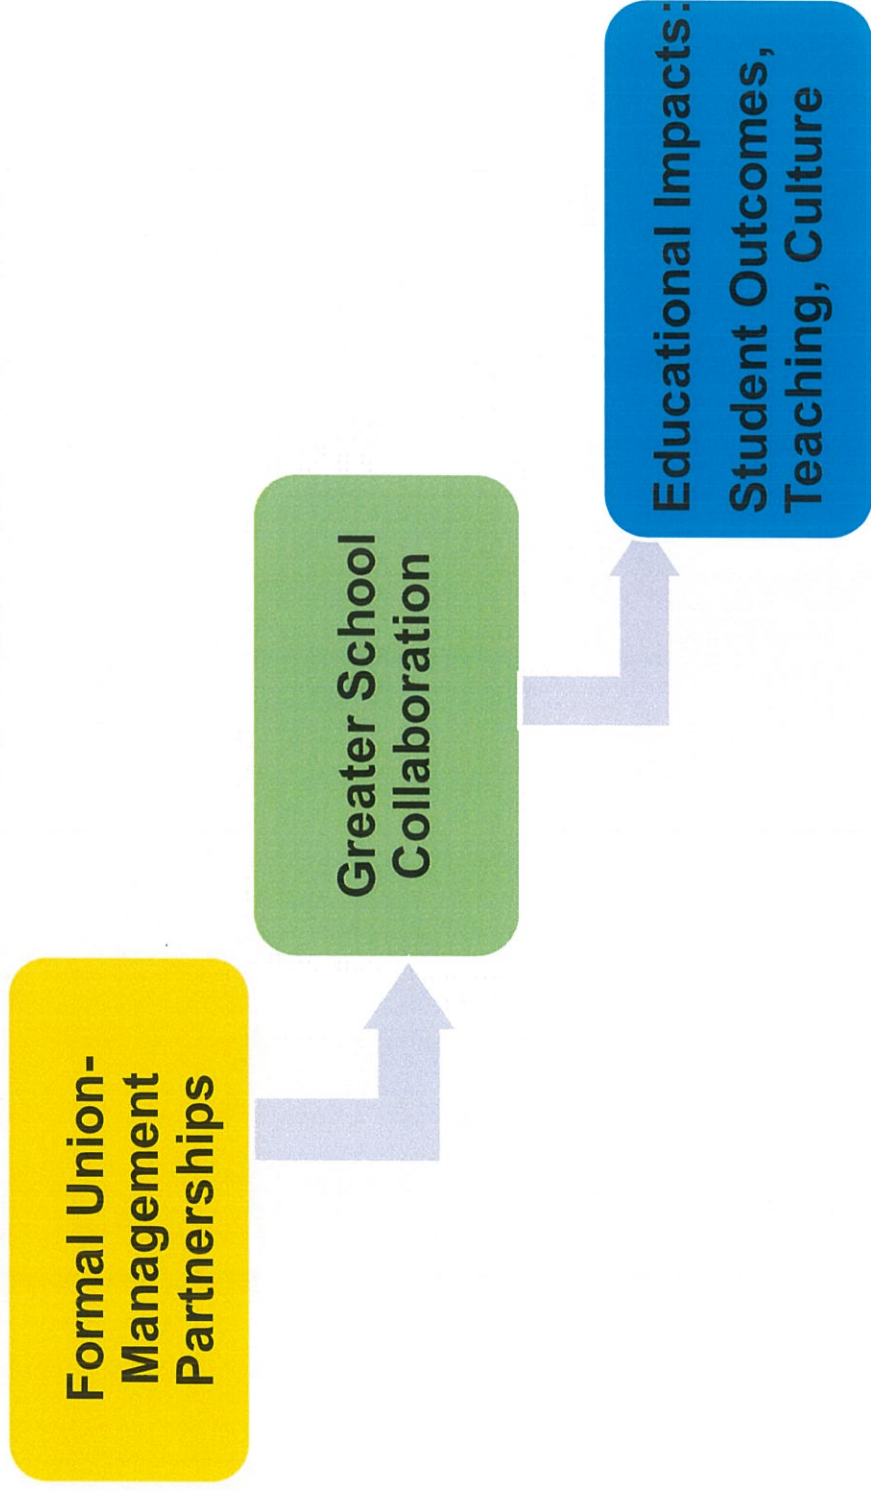 Formal Union-
Management
Partnerships
Greater School
Collaboration
Educational Impacts:
Student Outcomes,
Teaching, Culture